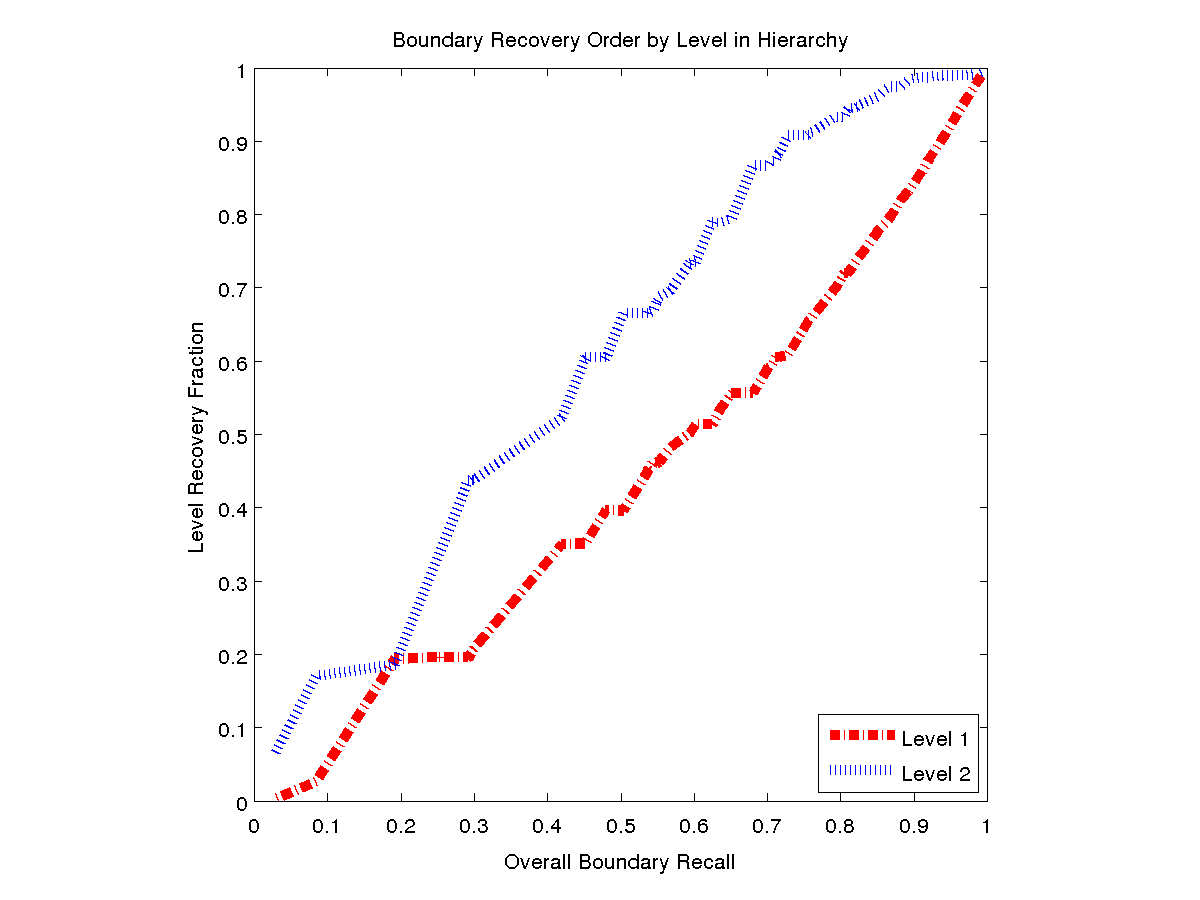 Boundary Recovery Order by Level in Hierarchy
1
0.9
0.8
0.7
0.6
0.5
0.4
0.3
0.2
0.1
0
Level Recovery Fraction
0 0.1 0.2 0.3 0.4 0.5 0.6 0.7 0.8 0.9 1
Overall Boundary Recall
Level 1
Level 2